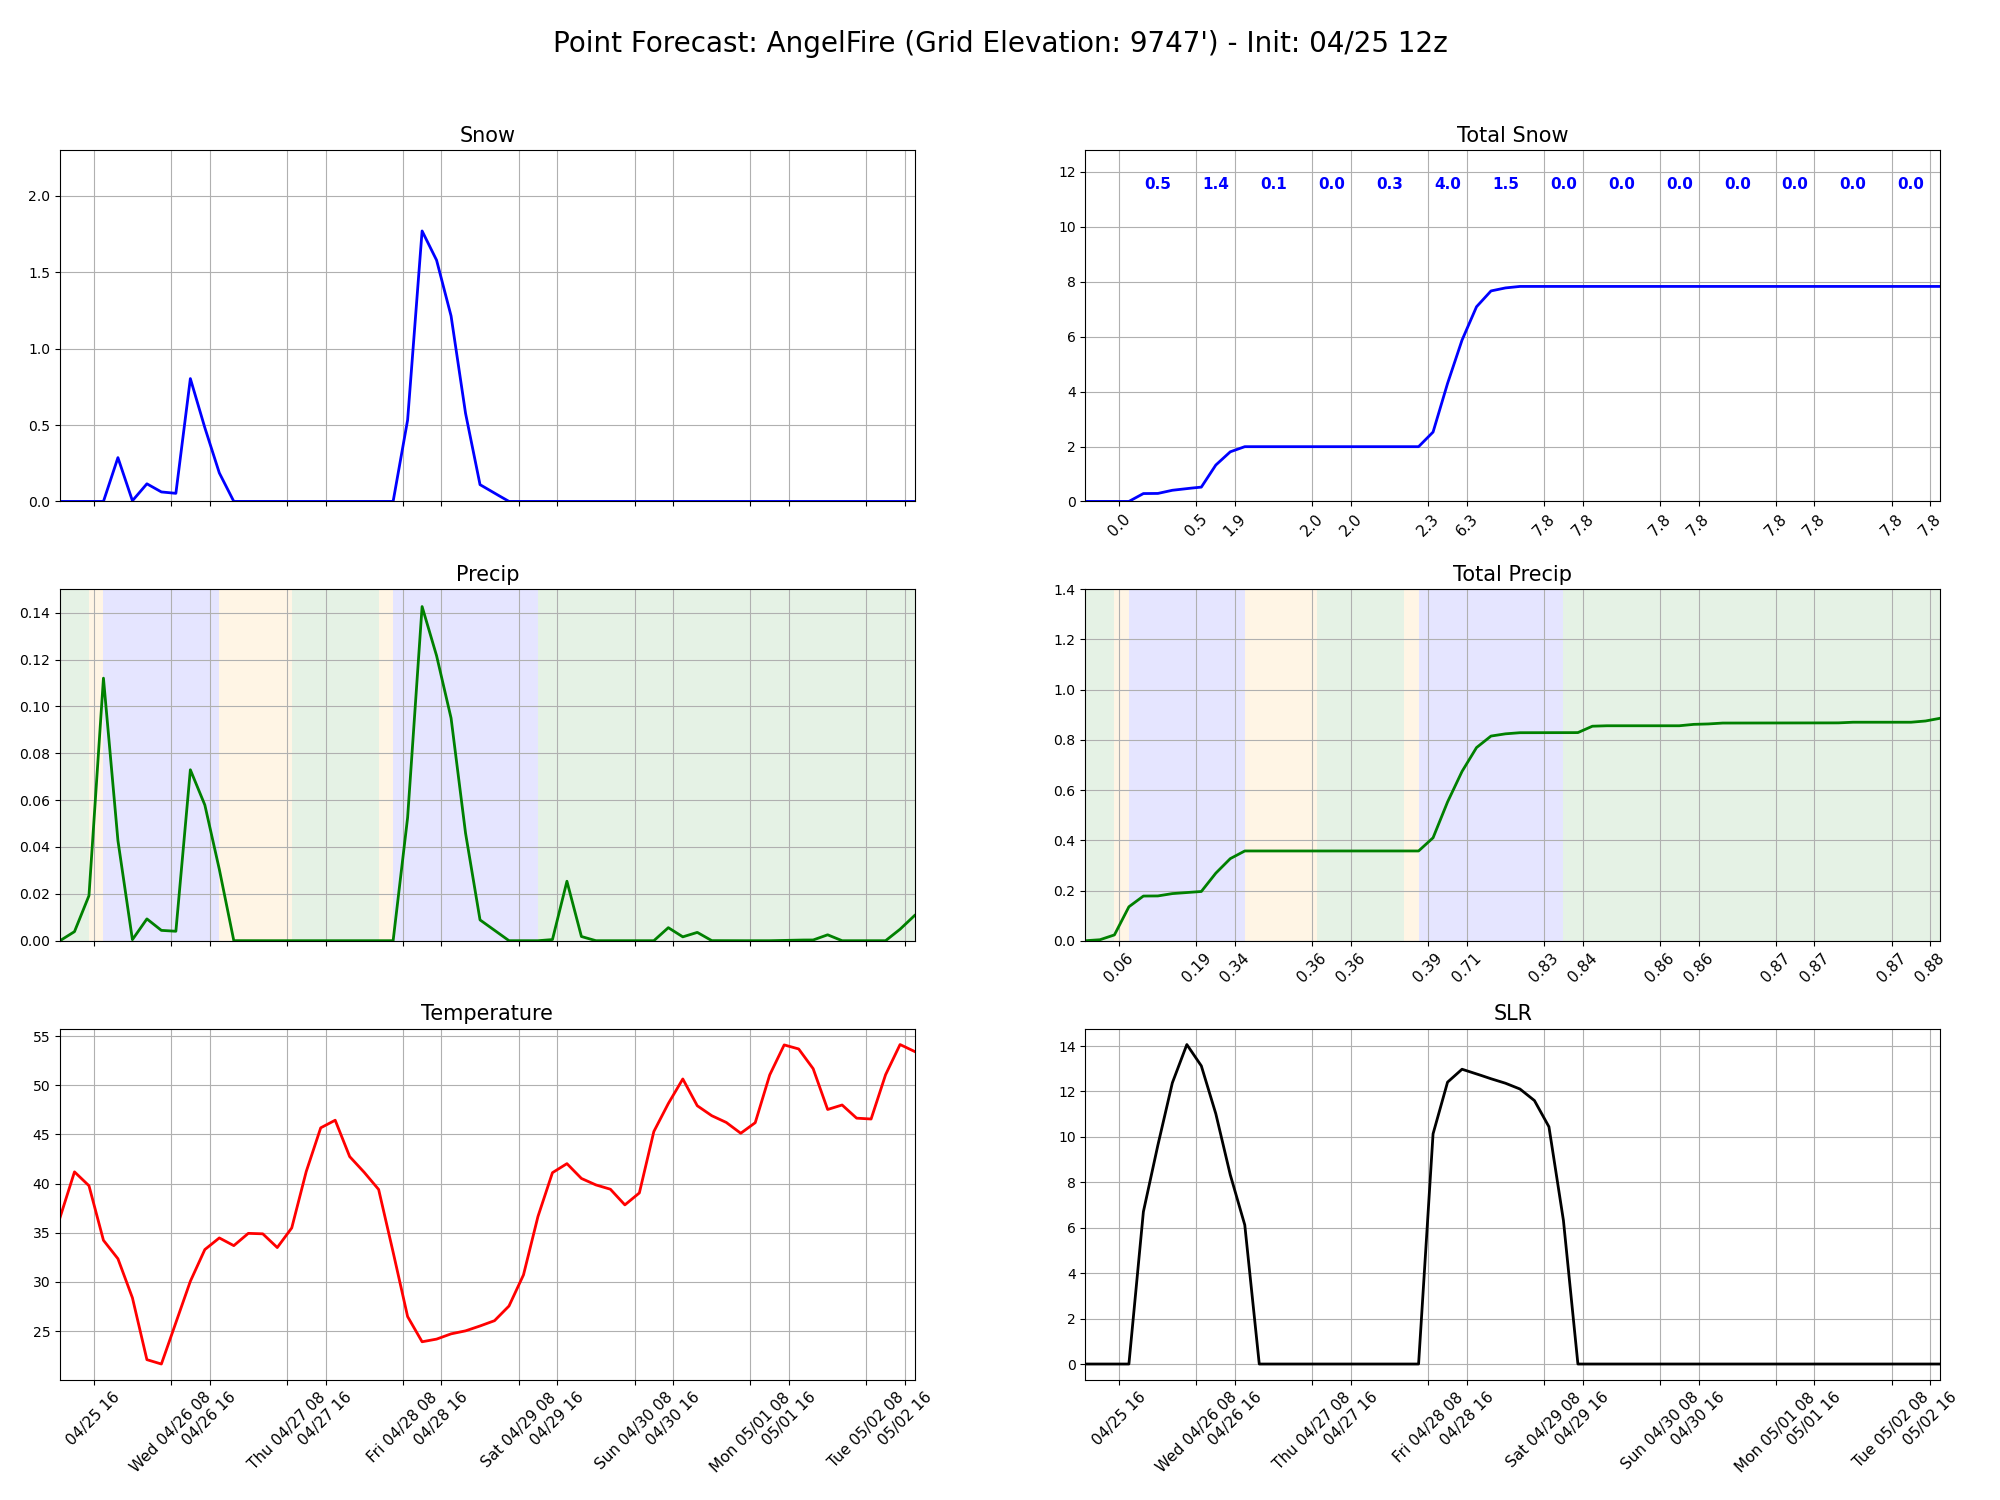 Point Forecast: AngelFire (Grid Elevation: 9747') - Init: 04/25 12z
Snow
2.0
1.5
1.0
0.5
0.0
Total Snow
12
10
8
6
4
2
0
0.5 1.4 0.1 0.0 0.3 4.0 1.5 0.0 0.0 0.0 0.0 0.0 0.0 0.0
0.0 0.5 1.9 2.0 2.0 2.3 6.3 7.8 7.8 7.8 7.8 7.8 7.8 7.8 7.8
Precip
0.14
0.12
0.10
0.08
0.06
0.04
0.02
0.00
Total Precip
1.4
1.2
1.0
0.8
0.6
0.4
0.2
0.0
0.06 0.19 0.34 0.36 0.36 0.39 0.71 0.83 0.84 0.86 0.86 0.87 0.87 0.87 0.88
Temperature
55
50
45
40
35
30
25
04/25 16
Wed 04/26 08
04/26 16
Thu 04/27 08
04/27 16
Fri 04/28 08
04/28 16
Sat 04/29 08
04/29 16
Sun 04/30 08
04/30 16
Mon 05/01 08
05/01 16
Tue 05/02 08
05/02 16
SLR
14
12
10
8
6
4
2
0
04/25 16
Wed 04/26 08
04/26 16
Thu 04/27 08
04/27 16
Fri 04/28 08
04/28 16
Sat 04/29 08
04/29 16
Sun 04/30 08
04/30 16
Mon 05/01 08
05/01 16
Tue 05/02 08
05/02 16